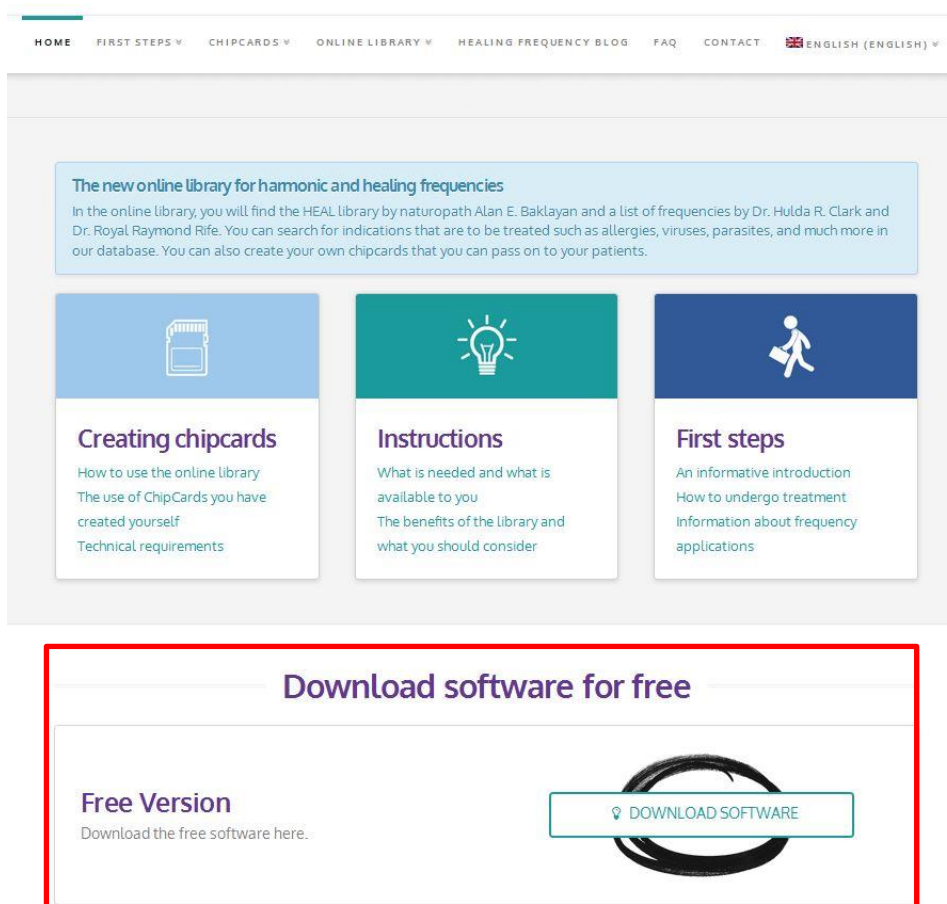 HOME FIRST STEPS CHIPCARDS ONLINE LIBRARY HEALING FREQUENCY BLOG FAQ CONTACT ENGLISH (ENGLISH)
The new online library for harmonic and healing frequencies
In the online library, you will find the HEAL library by naturopath Alan E. Baklayan and a list of frequencies by Dr. Hulda R. Clark and
Dr. Royal Raymond Rife. You can search for indications that are to be treated such as allergies, viruses, parasites, and much more in
our database. You can also create your own chipcards that you can pass on to your patients.
Creating chipcards
How to use the online library
The use of ChipCards you have
created yourself
Technical requirements
Instructions
What is needed and what is
available to you
The benefits of the library and
what you should consider
First steps
An informative introduction
How to undergo treatment
Information about frequency
applications
Download software for free
Free Version
Download the free software here.
DOWNLOAD SOFTWARE